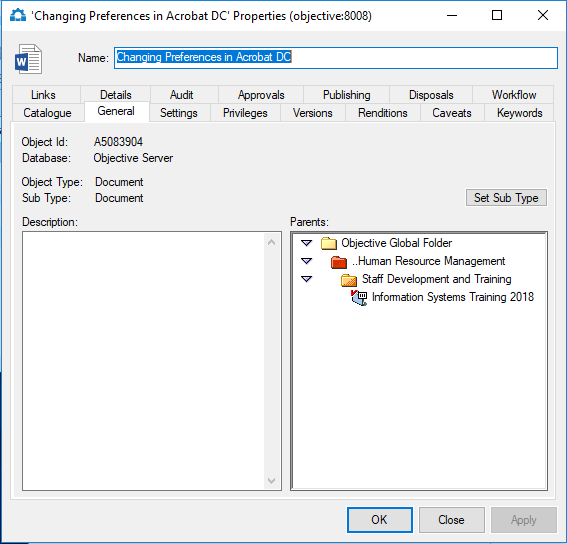 'Changing Preferences in Acrobat DC' Properties (objective:8008)
Name: Changing Preferences in Acrobat DC
Links Details Audit Approvals Publishing Disposals Workflow
Catalogue General Settings Privileges Versions Renditions Caveats Keywords
Object Id: A5083904
Database: Objective Server
Object Type: Document
Sub Type: Document
Set Sub Type
Description:
Parents:
Objective Global Folder
..Human Resource Management
Staff Development and Training
Information Systems Training 2018
OK Close Apply